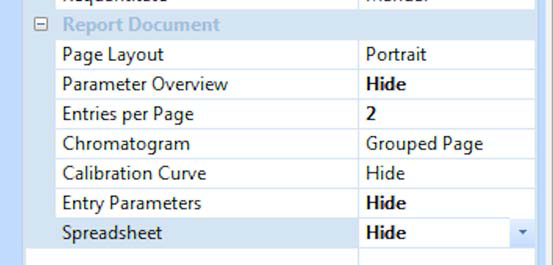 Report Document
Page Layout Portrait
Parameter Overview Hide
Entries per Page 2
Chromatogram Grouped Page
Calibration Curve Hide
Entry Parameters Hide
Spreadsheet Hide